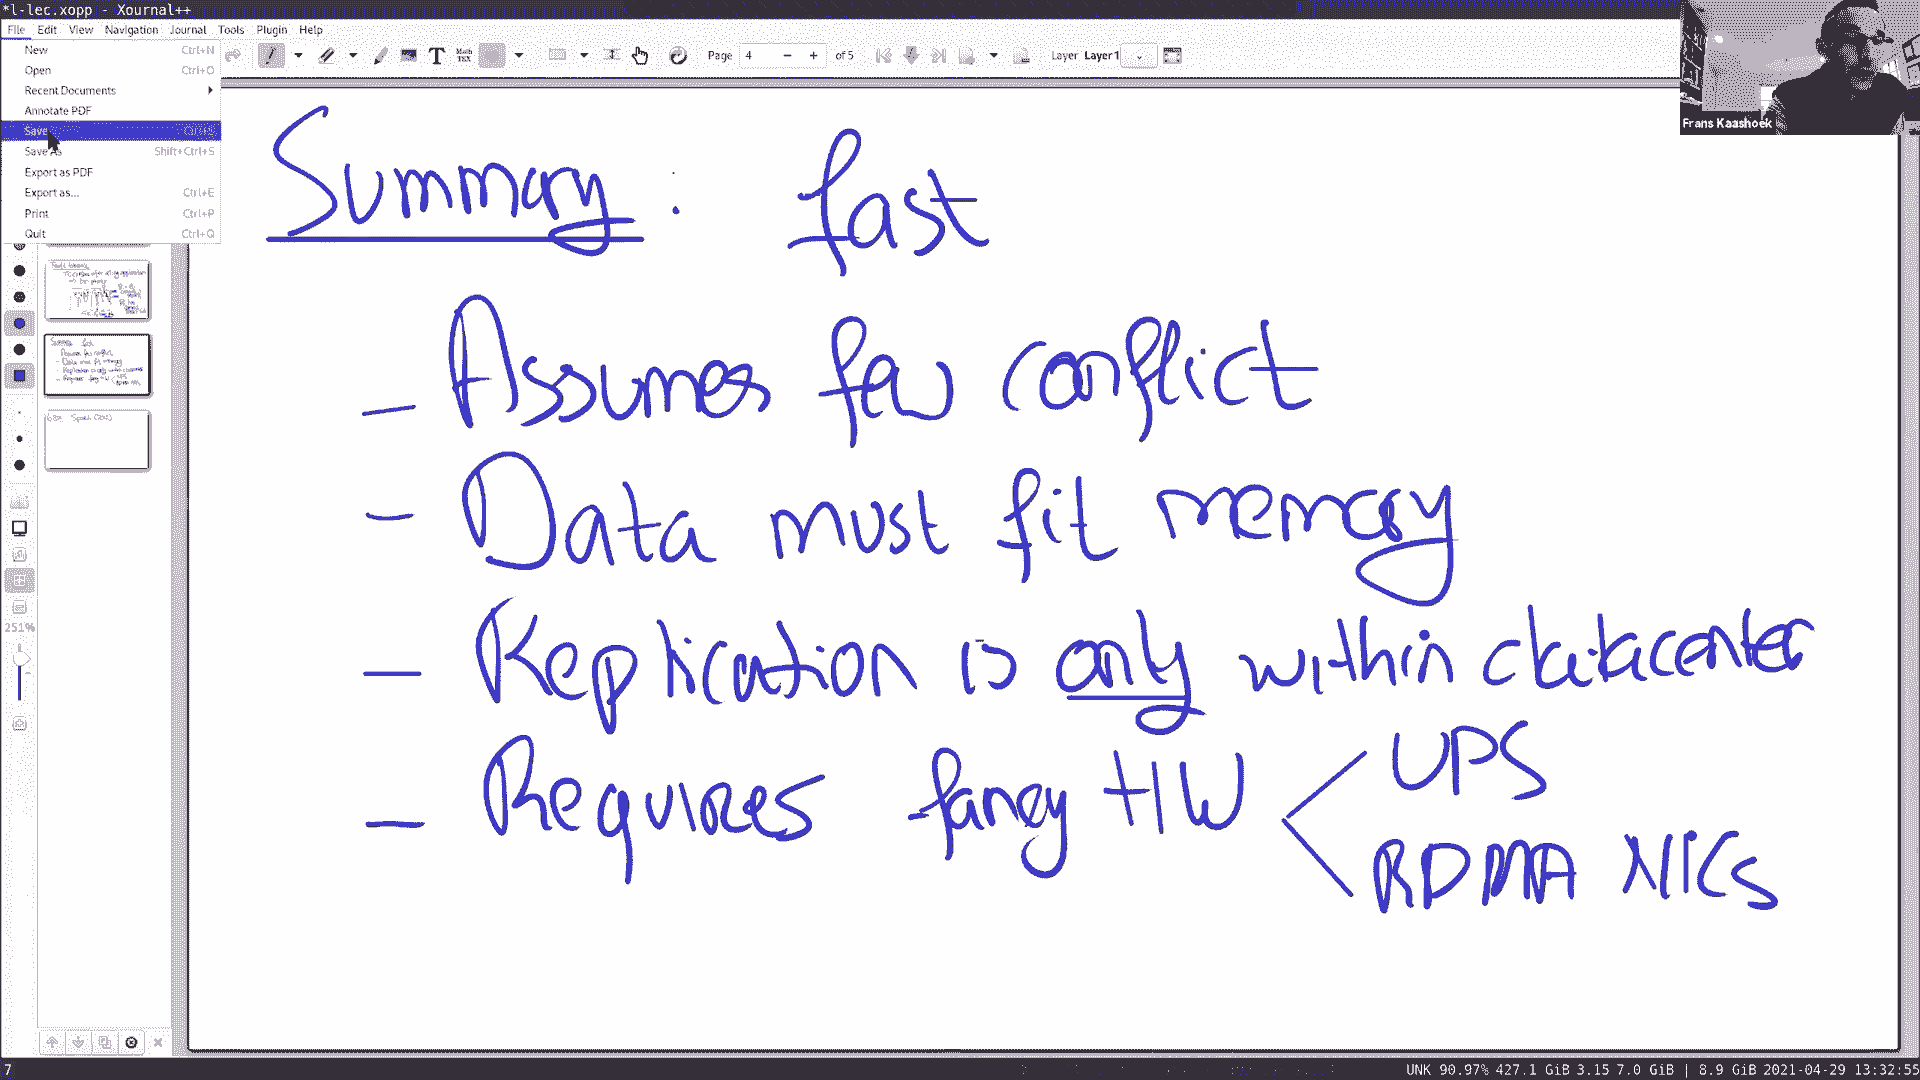 *l-lec.xopp - Xournal++
File Edit View Navigation Journal Tools Plugin Help
New Ctrl+N
Open Ctrl+O
Recent Documents
Annotate PDF
Save Ctrl+S
Save As Shift+Ctrl+S
Export as PDF
Export as... Ctrl+E
Print Ctrl+P
Quit Ctrl+Q
Page 4 - + of 5 Layer Layer1
Frans Kaashoek
Summary : fast
- Assumes few conflict
- Data must fit memory
- Replication is only within datacenter
- Requires fancy HW
UPS
RDMA NICs
251%
7
UNK 90.97% 427.1 GiB 3.15 7.0 GiB | 8.9 GiB 2021-04-29 13:32:55